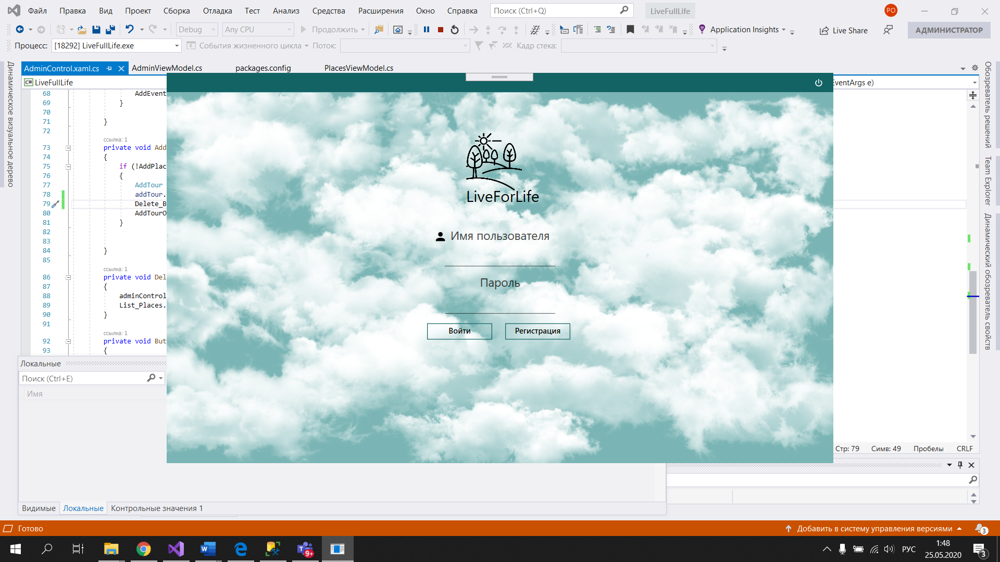 Файл Правка Вид Проект Сборка Отладка Тест Анализ Средства Расширения Окно Справка Поиск (Ctrl+Q) LiveFullLife PO
Debug Any CPU Продолжить Application Insights Live Share АДМИНИСТРАТОР
Процесс: [18292] LiveFullLife.exe События жизненного цикла Поток: Кадр стека:
AdminControl.xaml.cs AdminViewModel.cs packages.config PlacesViewModel.cs
C# LiveFullLife EventArgs e)
68 AddEvent
69 }
70
71 }
72
ссылка: 1
73 private void Add
74 {
75 if (!AddPlac
76 {
77 AddTour
78 addTour.
79 Delete_B
80 AddTourO
81 }
82
83
84 }
85
ссылка: 1
86 private void Del
87 {
88 adminControl
89 List_Places.
90 }
91
ссылка: 1
92 private void But
93 {
LiveForLife
Имя пользователя
Пароль
Войти Регистрация
Динамическое визуальное дерево
Обозреватель решений
Team Explorer
Динамический обозреватель свойств
Стр: 79 Симв: 49 Пробелы CRLF
Локальные
Поиск (Ctrl+E)
Имя
Видимые Локальные Контрольные значения 1
Готово Добавить в систему управления версиями 3
9+ РУС 1:48
25.05.2020 3